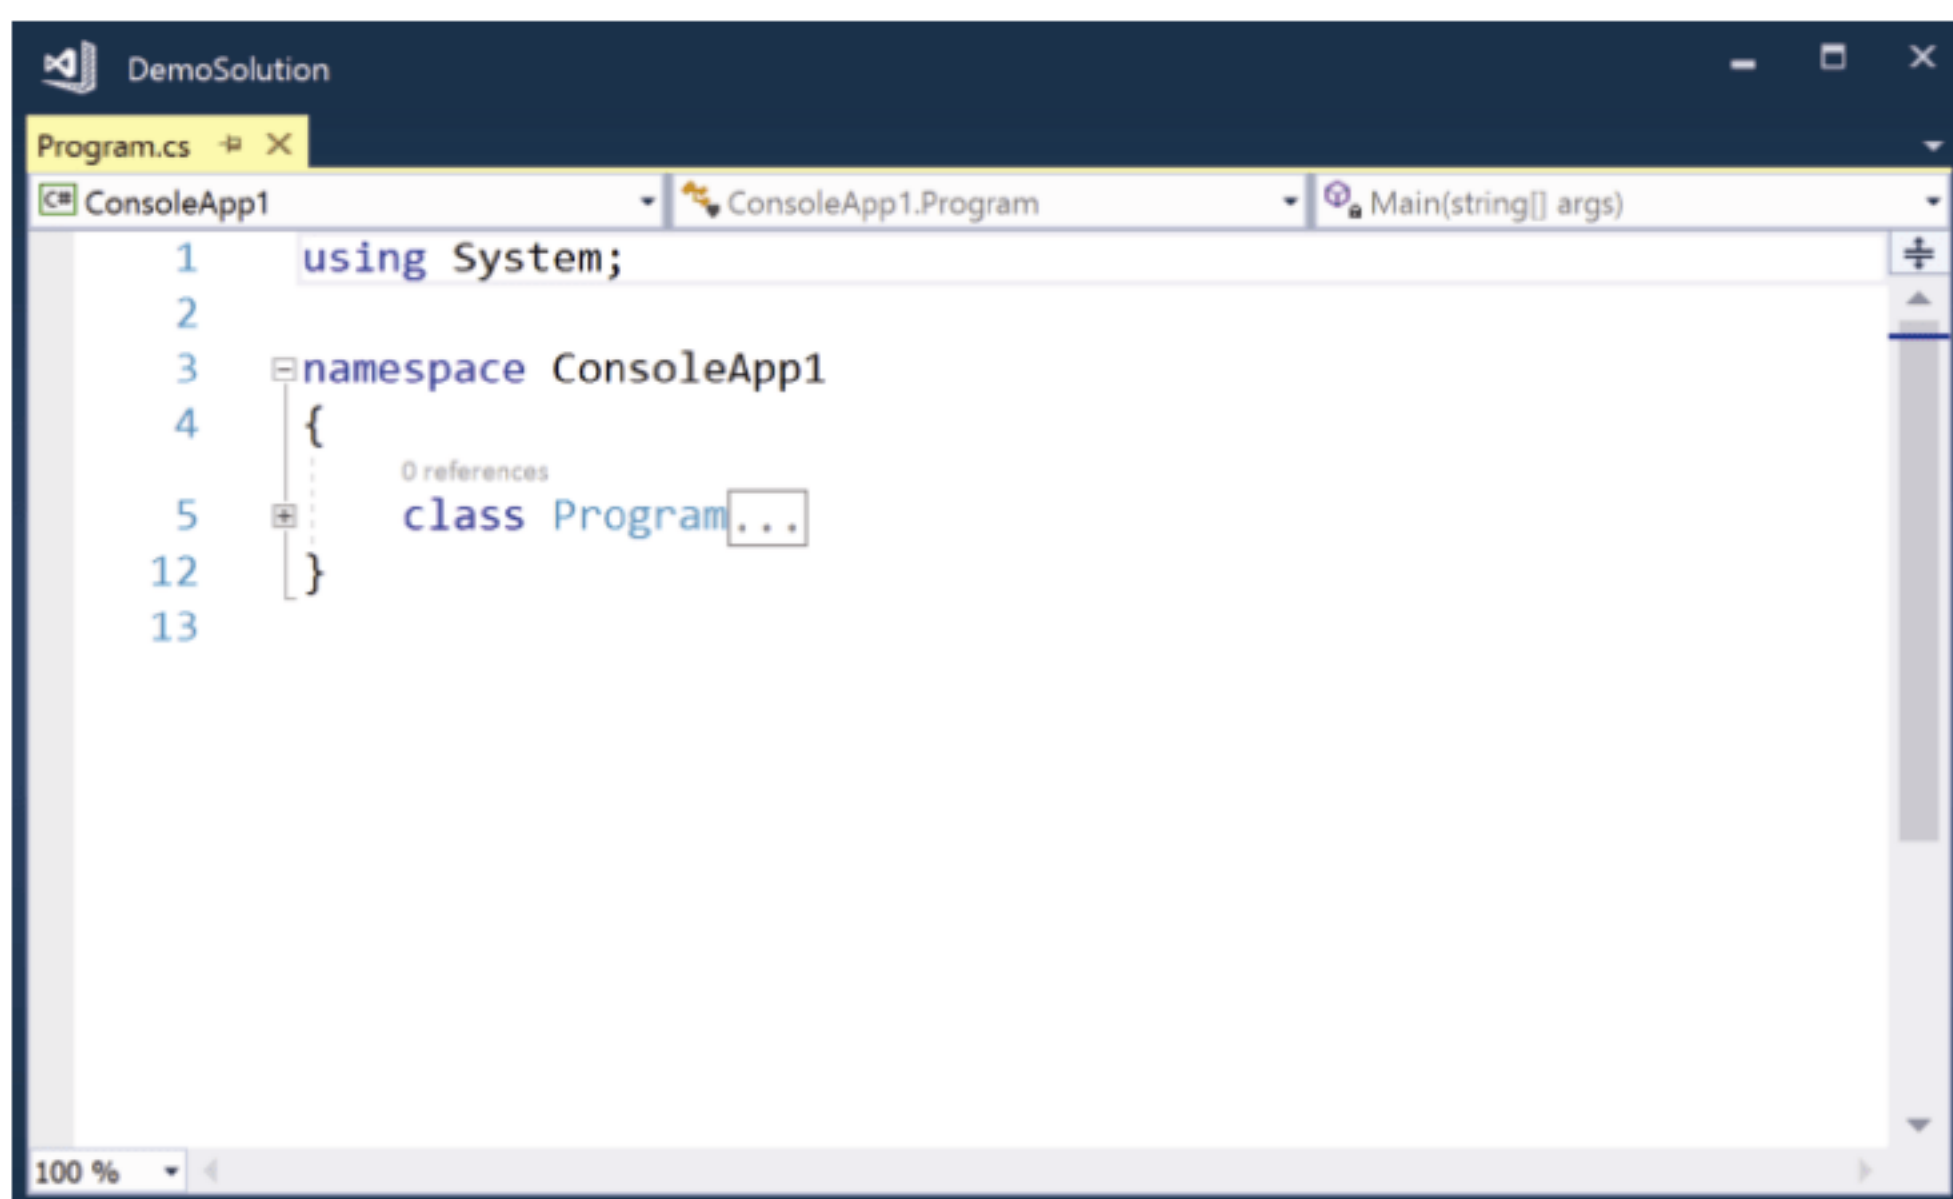 DemoSolution
Program.cs
C# ConsoleApp1 ConsoleApp1.Program Main(string[] args)
1 using System;
2
3 namespace ConsoleApp1
4 {
0 references
5 class Program...
12 }
13
100 %